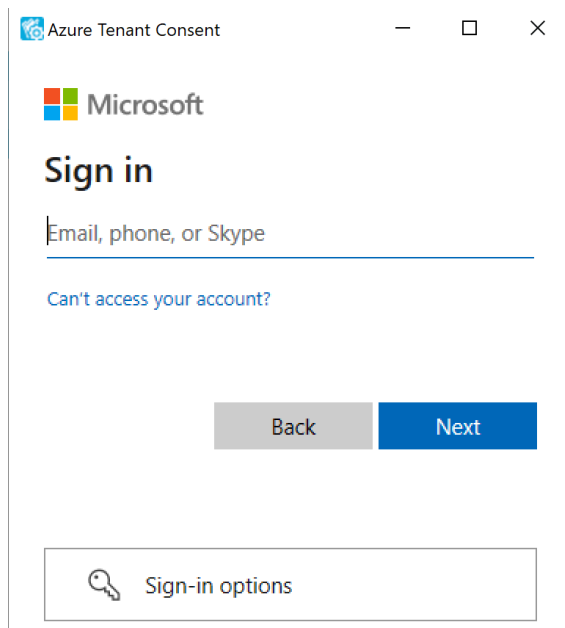 Azure Tenant Consent
Microsoft
Sign in
Email, phone, or Skype
Can't access your account?
Back Next
Sign-in options